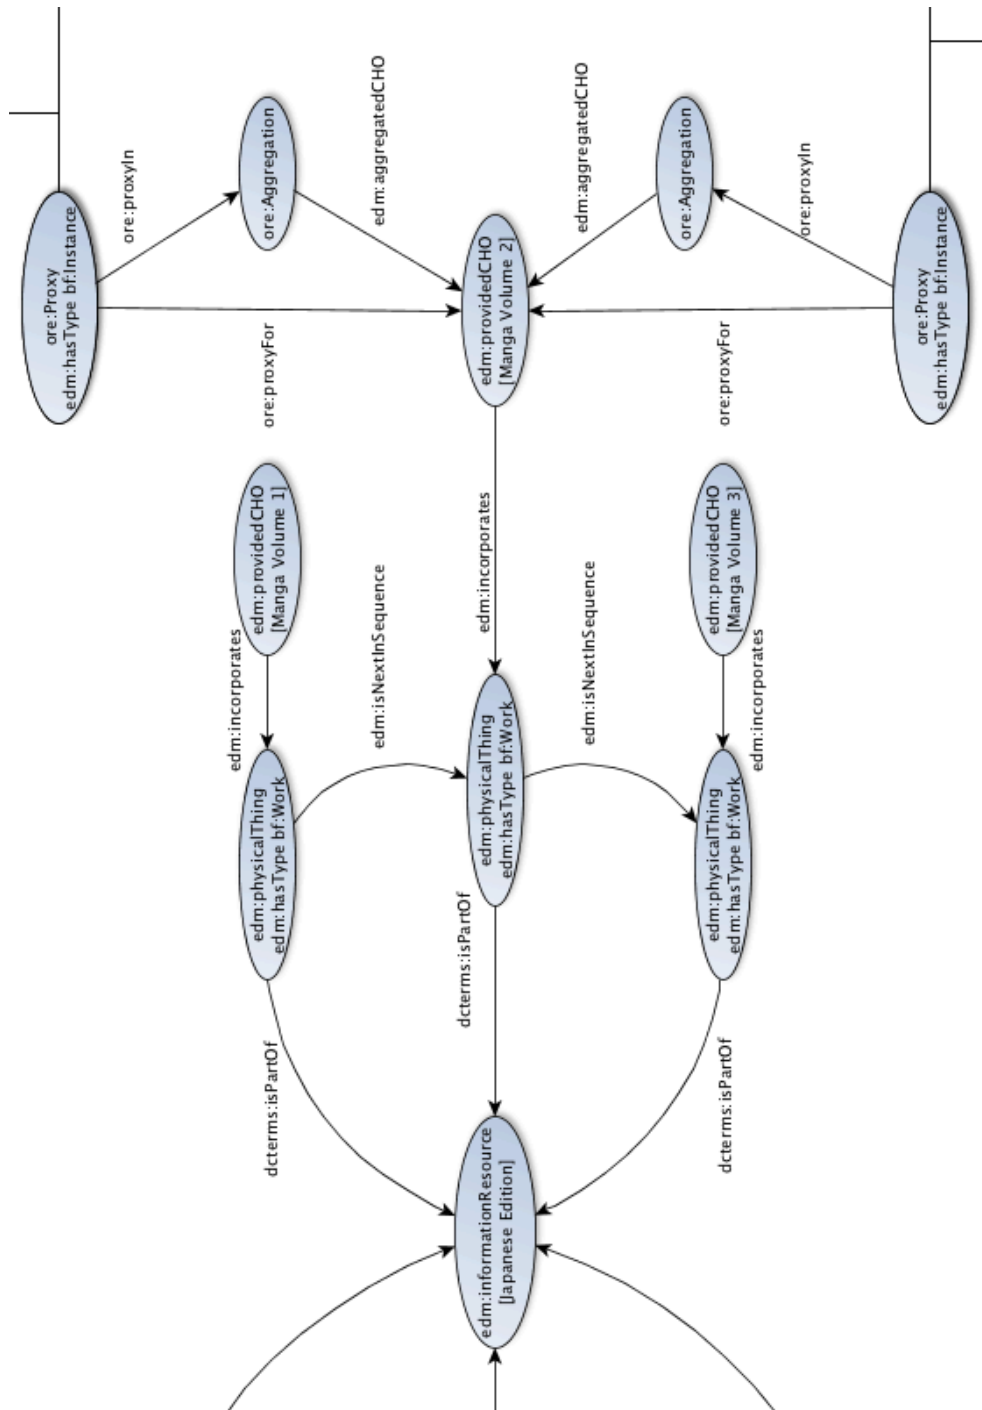 ore:Proxy
edm:hasType bf:Instance
ore:proxyIn
ore:proxyFor
ore:Aggregation
edm:aggregatedCHO
edm:providedCHO
[Manga Volume 2]
edm:aggregatedCHO
ore:Aggregation
ore:proxyIn
ore:proxyFor
ore:Proxy
edm:hasType bf:Instance
edm:providedCHO
[Manga Volume 1]
edm:incorporates
edm:incorporates
edm:providedCHO
[Manga Volume 3]
edm:incorporates
edm:physicalThing
edm:hasType bf:Work
edm:isNextInSequence
edm:physicalThing
edm:hasType bf:Work
edm:isNextInSequence
edm:physicalThing
edm:hasType bf:Work
dcterms:isPartOf
dcterms:isPartOf
dcterms:isPartOf
edm:informationResource
[Japanese Edition]